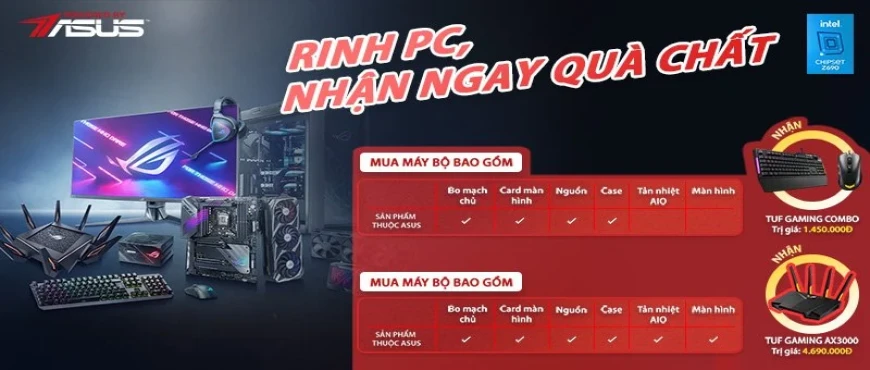 POWERED BY
ASUS
intel
CHIPSET
Z690
RINH PC,
NHẬN NGAY QUÀ CHẤT
MUA MÁY BỘ BAO GỒM
Bo mạch chủ
Card màn hình
Nguồn
Case
Tản nhiệt AIO
Màn hình
SẢN PHẨM THUỘC ASUS
NHẬN
TUF GAMING COMBO
Trị giá: 1.450.000Đ
MUA MÁY BỘ BAO GỒM
Bo mạch chủ
Card màn hình
Nguồn
Case
Tản nhiệt AIO
Màn hình
SẢN PHẨM THUỘC ASUS
NHẬN
TUF GAMING AX3000
Trị giá: 4.690.000Đ